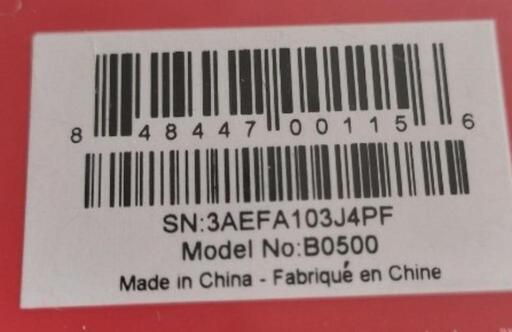 8 48447 00115 6
SN:3AEFA103J4PF
Model No:B0500
Made in China - Fabriqué en Chine